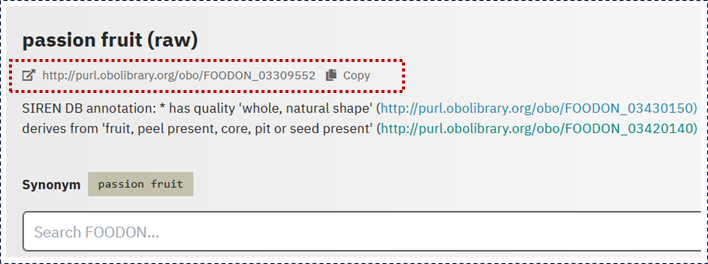 passion fruit (raw)
http://purl.obolibrary.org/obo/FOODON_03309552 Copy
SIREN DB annotation: * has quality 'whole, natural shape' (http://purl.obolibrary.org/obo/FOODON_03430150)
derives from 'fruit, peel present, core, pit or seed present' (http://purl.obolibrary.org/obo/FOODON_03420140)
Synonym passion fruit
Search FOODON...